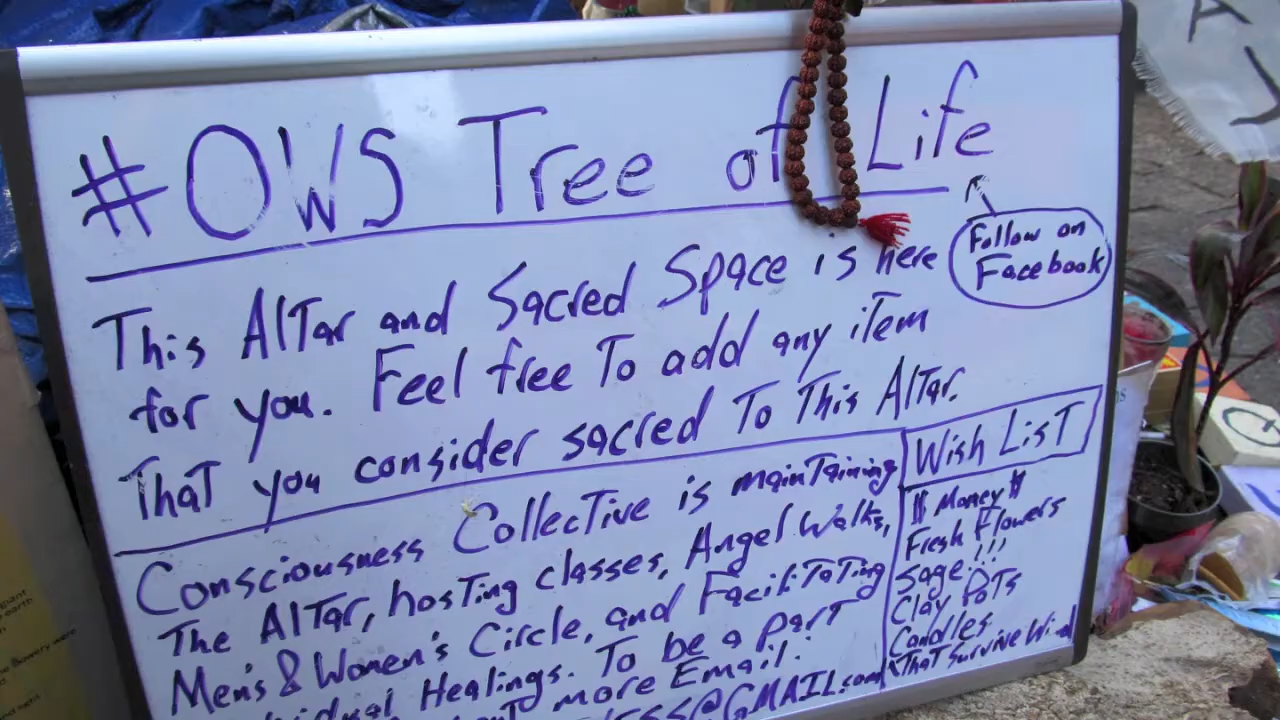 #OWS Tree of Life
Follow on
Facebook
This Altar and Sacred Space is here
for you. Feel free To add any iTem
ThaT you consider sacred To This Altar.
Consciousness Collective is mainTaining
The Altar, hosTing classes, Angel Walks,
Men's & Women's Circle, and FaciliTaTing
Healings. To be a parT
more Email:
@GMAIL.com
Wish LisT
$ Money $
Fresh Flowers
Sage!!!
Clay PoTs
Candles
ThaT Survive Wind